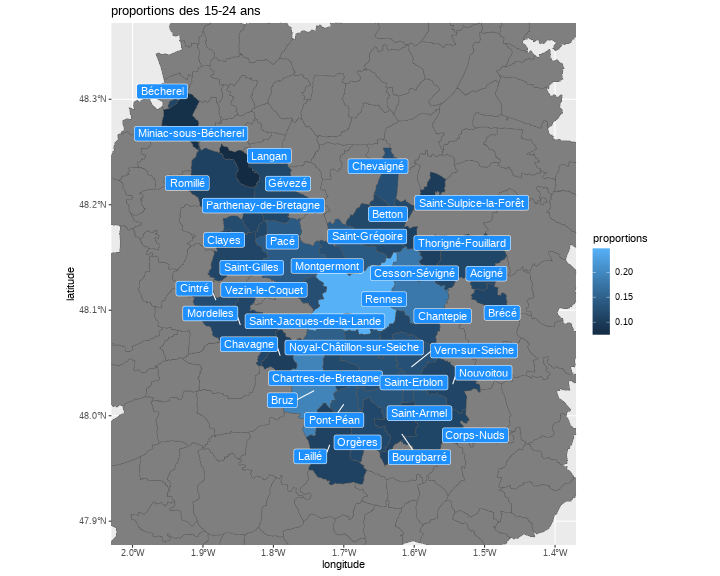 proportions des 15-24 ans
48.3°N
48.2°N
48.1°N
48.0°N
47.9°N
latitude
Bécherel
Miniac-sous-Bécherel
Langan
Romillé
Gévezé
Chevaigné
Parthenay-de-Bretagne
Saint-Sulpice-la-Forêt
Betton
Clayes
Pacé
Saint-Grégoire
Thorigné-Fouillard
Saint-Gilles
Montgermont
Cesson-Sévigné
Acigné
Cintré
Vezin-le-Coquet
Rennes
Mordelles
Saint-Jacques-de-la-Lande
Chantepie
Brécé
Chavagne
Noyal-Châtillon-sur-Seiche
Vern-sur-Seiche
Chartres-de-Bretagne
Saint-Erblon
Nouvoitou
Bruz
Pont-Péan
Saint-Armel
Orgères
Corps-Nuds
Laillé
Bourgbarré
2.0°W
1.9°W
1.8°W
1.7°W
1.6°W
1.5°W
1.4°W
longitude
proportions
0.20
0.15
0.10